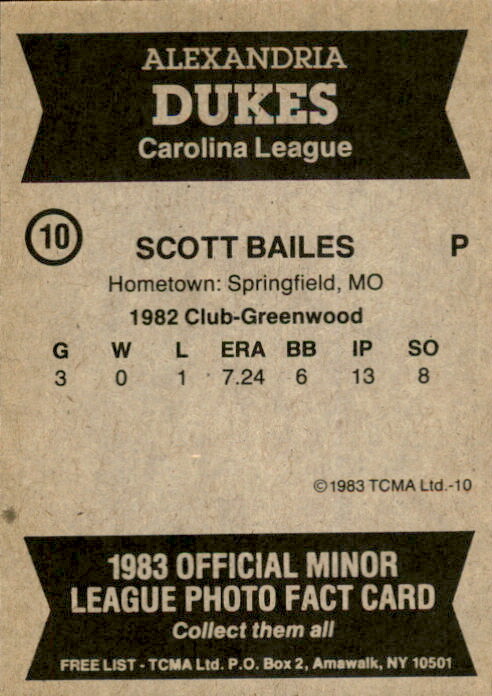 ALEXANDRIA
DUKES
Carolina League
10 SCOTT BAILES P
Hometown: Springfield, MO
1982 Club-Greenwood
G W L ERA BB IP SO
3 0 1 7.24 6 13 8
©1983 TCMA Ltd.-10
1983 OFFICIAL MINOR
LEAGUE PHOTO FACT CARD
Collect them all
FREE LIST - TCMA Ltd. P.O. Box 2, Amawalk, NY 10501